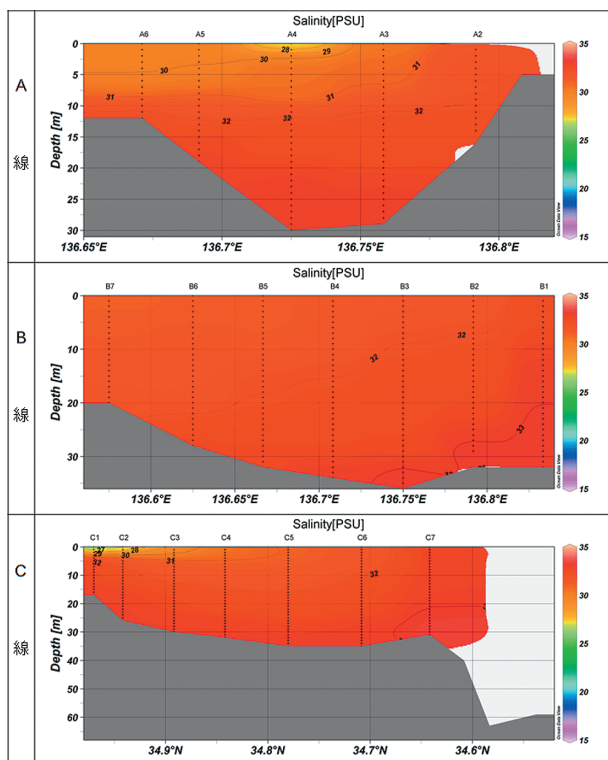 A
線
Salinity[PSU]
A6 A5 A4 A3 A2
0
5
10
15
20
25
30
Depth [m]
28
29
30
30
31
31
31
32
32
32
136.65°E 136.7°E 136.75°E 136.8°E
35
30
25
20
15
Ocean Data View
B
線
Salinity[PSU]
B7 B6 B5 B4 B3 B2 B1
0
10
20
30
Depth [m]
32
32
33
136.6°E 136.65°E 136.7°E 136.75°E 136.8°E
35
30
25
20
15
Ocean Data View
C
線
Salinity[PSU]
C1 C2 C3 C4 C5 C6 C7
0
10
20
30
40
50
60
Depth [m]
27
28
29
30
31
32
32
34.9°N 34.8°N 34.7°N 34.6°N
35
30
25
20
15
Ocean Data View